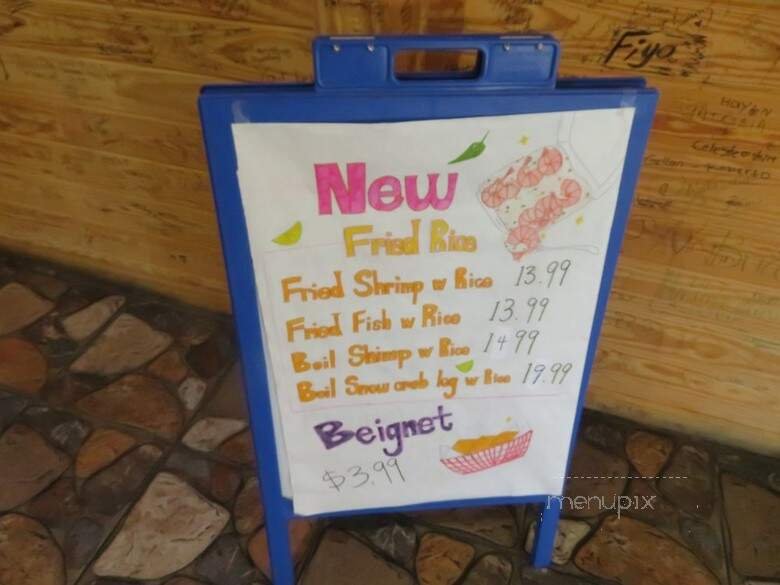 Fiyo
New
Fried Rice
Fried Shrimp w Rice 13.99
Fried Fish w Rice 13.99
Boil Shimp w Rice 14.99
Boil Snow crab leg w Rice 19.99
Beignet
$3.99
menupix